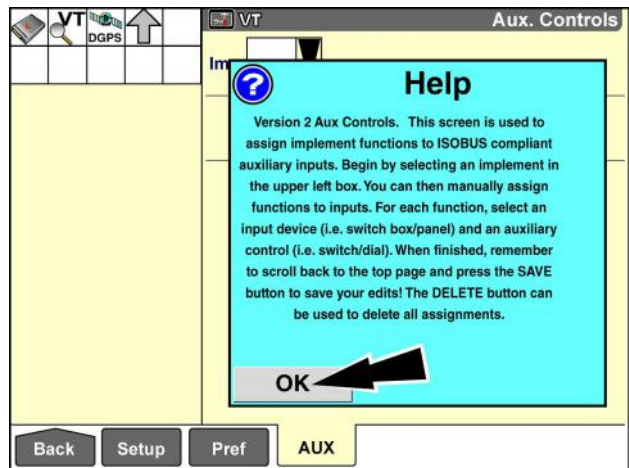 VT
DGPS
VT
Aux. Controls
Im
?
Help
Version 2 Aux Controls. This screen is used to
assign implement functions to ISOBUS compliant
auxiliary inputs. Begin by selecting an implement in
the upper left box. You can then manually assign
functions to inputs. For each function, select an
input device (i.e. switch box/panel) and an auxiliary
control (i.e. switch/dial). When finished, remember
to scroll back to the top page and press the SAVE
button to save your edits! The DELETE button can
be used to delete all assignments.
OK
Back
Setup
Pref
AUX